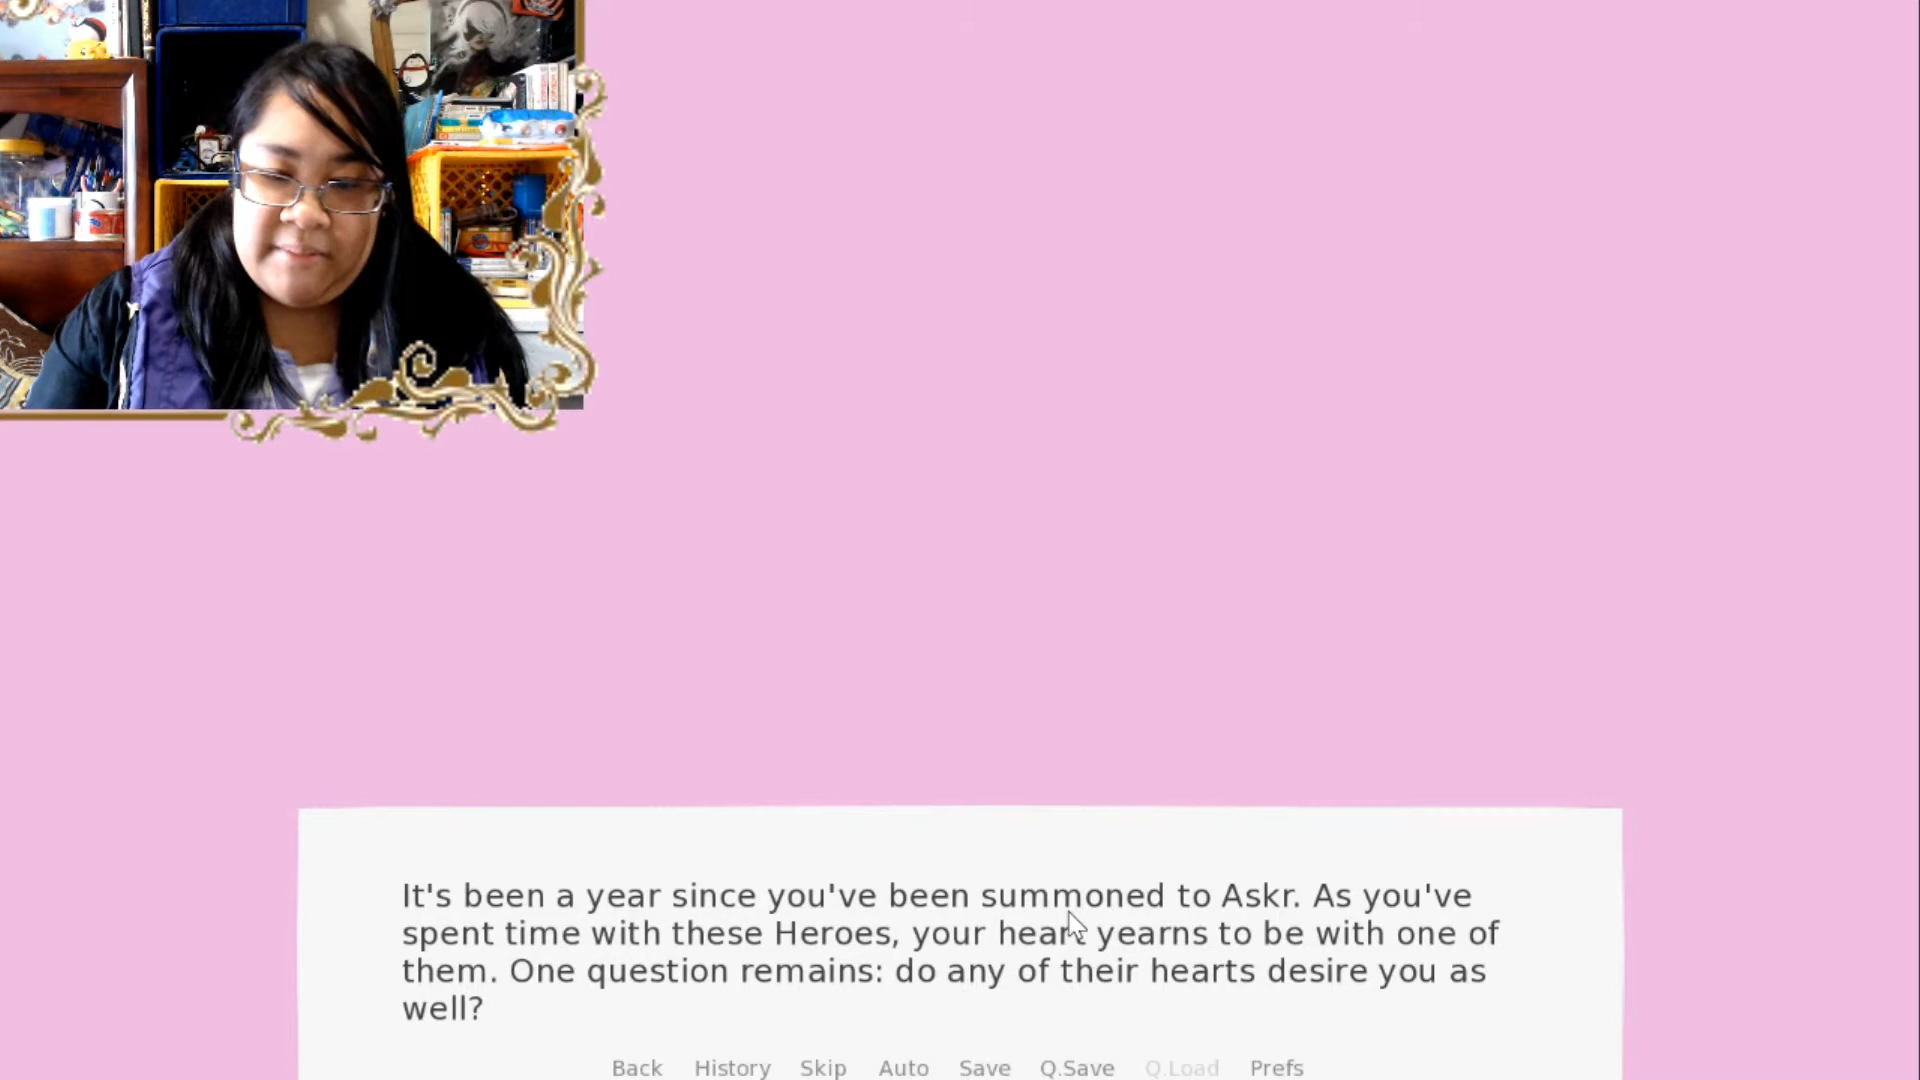 It's been a year since you've been summoned to Askr. As you've
spent time with these Heroes, your heart yearns to be with one of
them. One question remains: do any of their hearts desire you as
well?
Back History Skip Auto Save Q.Save Q.Load Prefs